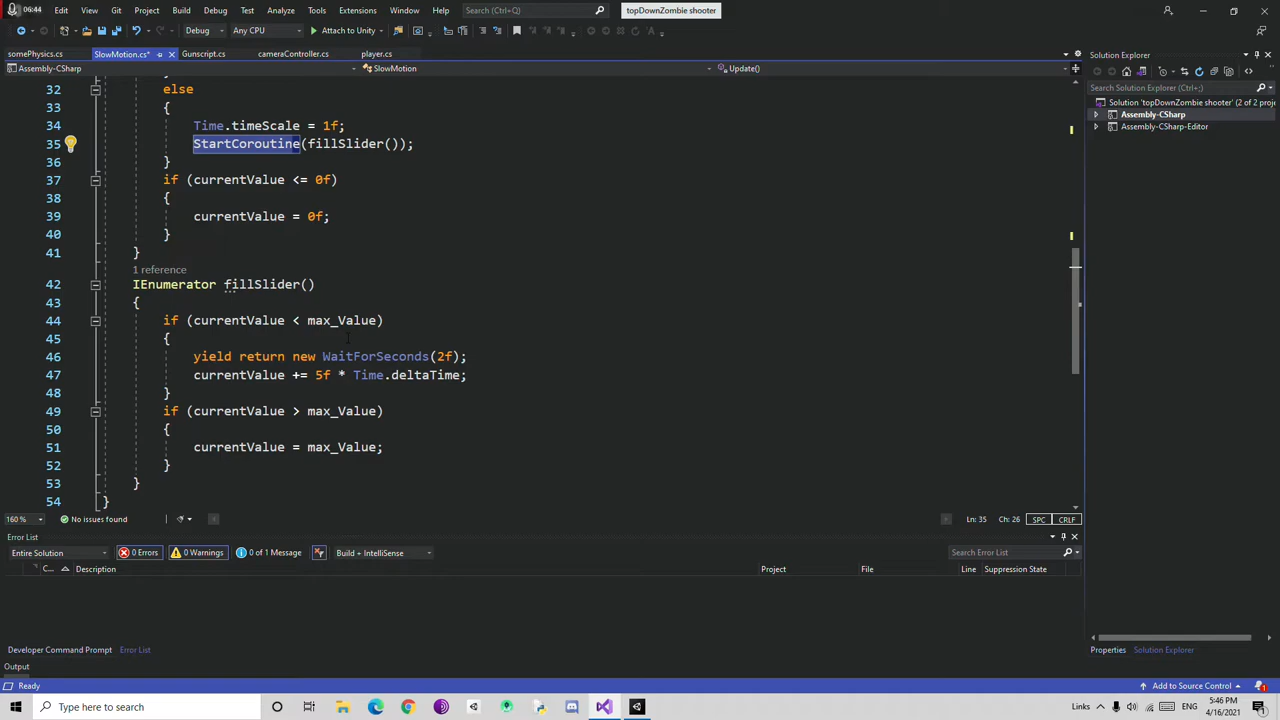 06:44
File Edit View Git Project Build Debug Test Analyze Tools Extensions Window Help Search (Ctrl+Q) topDownZombie shooter
Debug Any CPU Attach to Unity
somePhysics.cs SlowMotion.cs* Gunscript.cs cameraController.cs player.cs
Assembly-CSharp SlowMotion Update()
32 else
33 {
34 Time.timeScale = 1f;
35 StartCoroutine(fillSlider());
36 }
37 if (currentValue <= 0f)
38 {
39 currentValue = 0f;
40 }
41 }
1 reference
42 IEnumerator fillSlider()
43 {
44 if (currentValue < max_Value)
45 {
46 yield return new WaitForSeconds(2f);
47 currentValue += 5f * Time.deltaTime;
48 }
49 if (currentValue > max_Value)
50 {
51 currentValue = max_Value;
52 }
53 }
54 }
160 % No issues found Ln: 35 Ch: 26 SPC CRLF
Error List
Entire Solution 0 Errors 0 Warnings 0 of 1 Message Build + IntelliSense Search Error List
C... Description Project File Line Suppression State
Developer Command Prompt Error List
Output
Solution Explorer
Search Solution Explorer (Ctrl+;)
Solution 'topDownZombie shooter' (2 of 2 proj
Assembly-CSharp
Assembly-CSharp-Editor
Properties Solution Explorer
Ready Add to Source Control 1
Type here to search Links ENG 5:46 PM
4/16/2021